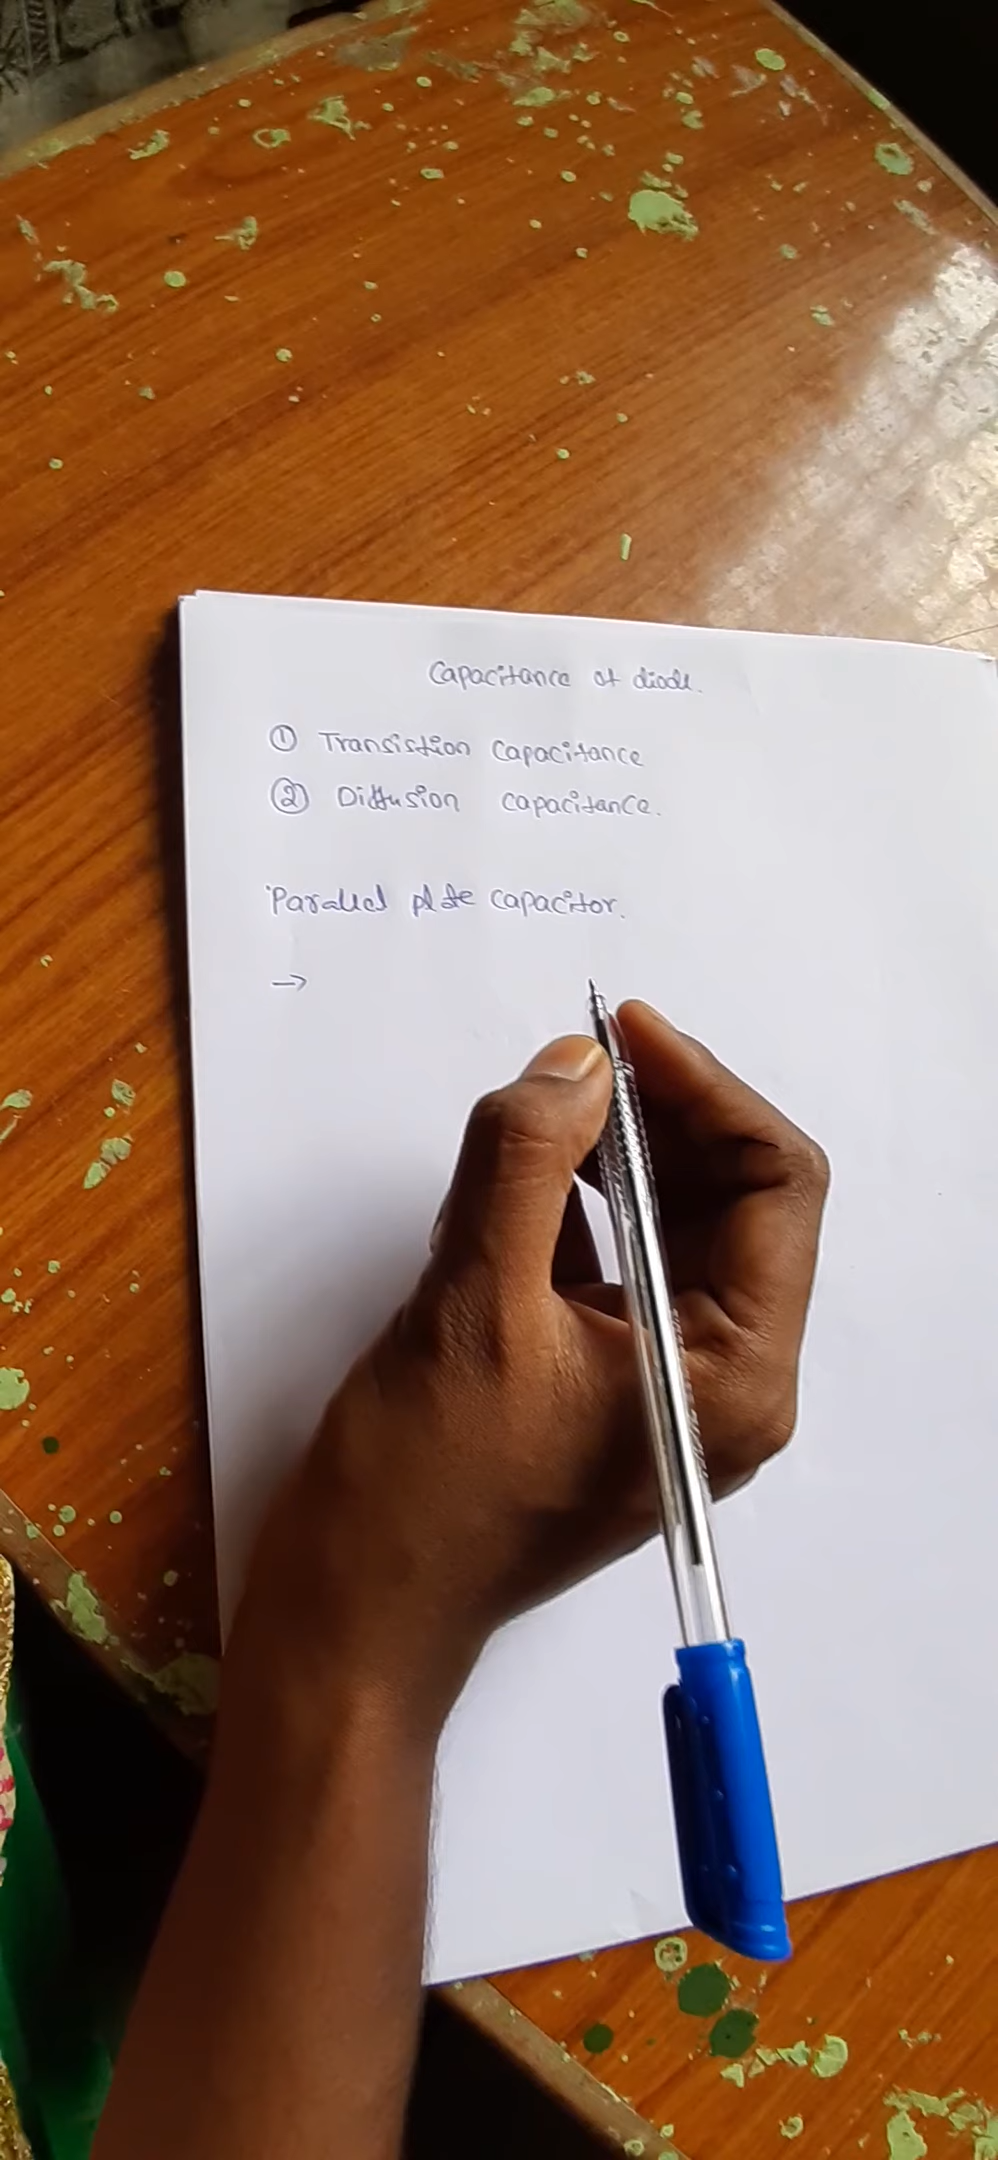 Capacitance of diode.
① Transistion Capacitance
② Diffusion capacitance.
Parallel plate capacitor.
→